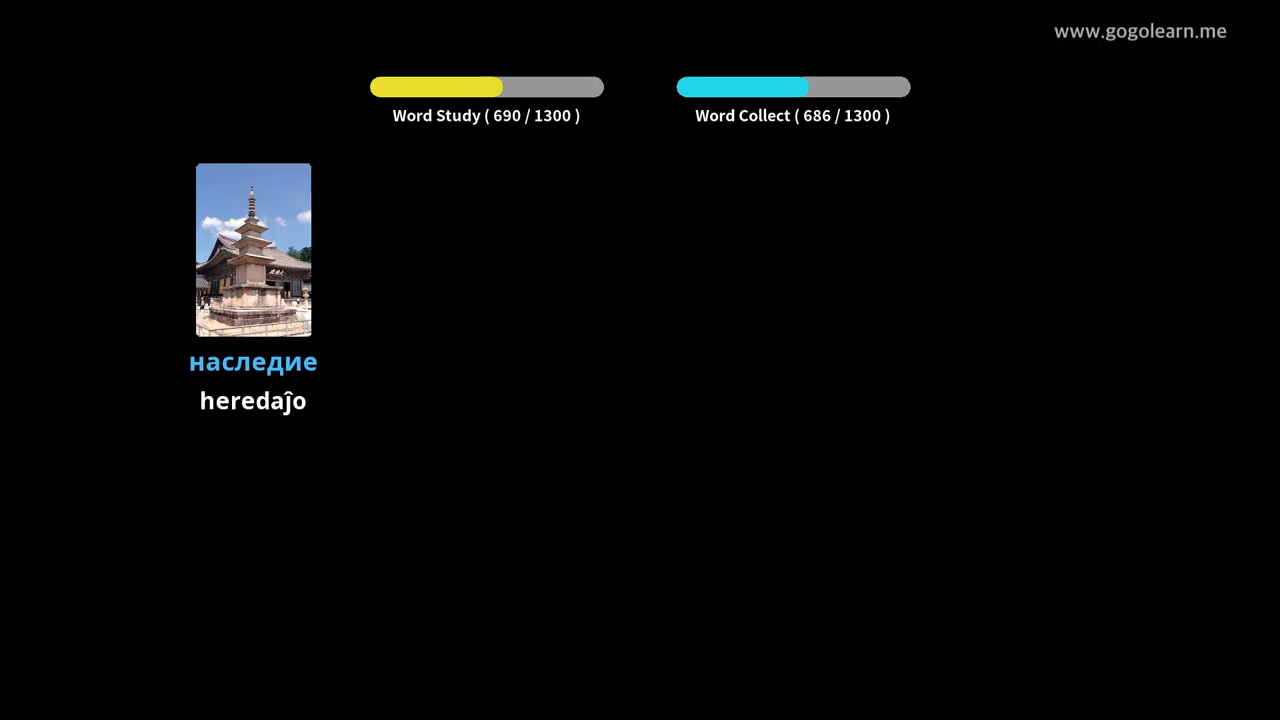 www.gogolearn.me
Word Study ( 690 / 1300 )
Word Collect ( 686 / 1300 )
наследие
heredaĵo